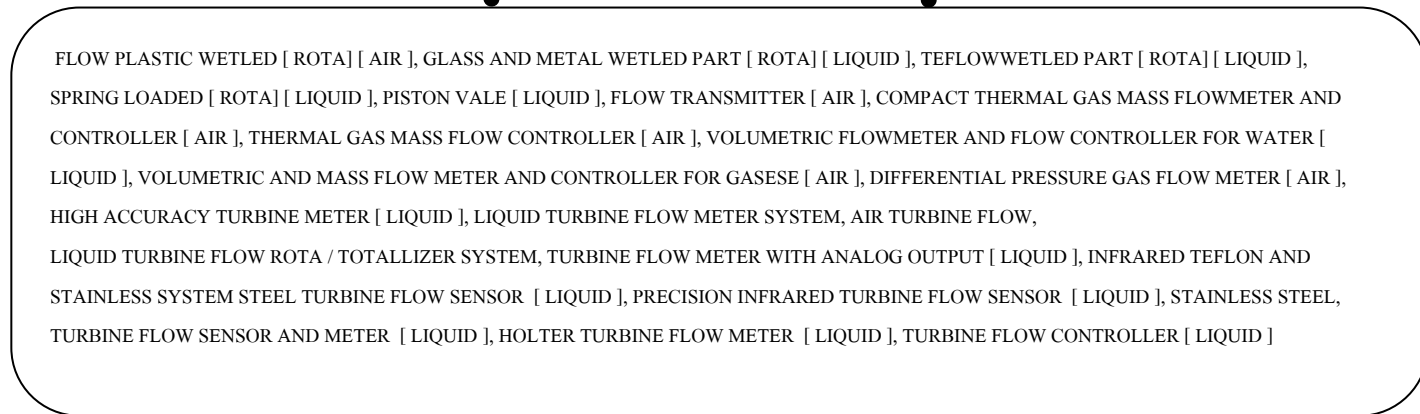 FLOW PLASTIC WETLED [ ROTA] [ AIR ], GLASS AND METAL WETLED PART [ ROTA] [ LIQUID ], TEFLOWWETLED PART [ ROTA] [ LIQUID ],
SPRING LOADED [ ROTA] [ LIQUID ], PISTON VALE [ LIQUID ], FLOW TRANSMITTER [ AIR ], COMPACT THERMAL GAS MASS FLOWMETER AND
CONTROLLER [ AIR ], THERMAL GAS MASS FLOW CONTROLLER [ AIR ], VOLUMETRIC FLOWMETER AND FLOW CONTROLLER FOR WATER [
LIQUID ], VOLUMETRIC AND MASS FLOW METER AND CONTROLLER FOR GASESE [ AIR ], DIFFERENTIAL PRESSURE GAS FLOW METER [ AIR ],
HIGH ACCURACY TURBINE METER [ LIQUID ], LIQUID TURBINE FLOW METER SYSTEM, AIR TURBINE FLOW,
LIQUID TURBINE FLOW ROTA / TOTALLIZER SYSTEM, TURBINE FLOW METER WITH ANALOG OUTPUT [ LIQUID ], INFRARED TEFLON AND
STAINLESS SYSTEM STEEL TURBINE FLOW SENSOR [ LIQUID ], PRECISION INFRARED TURBINE FLOW SENSOR [ LIQUID ], STAINLESS STEEL,
TURBINE FLOW SENSOR AND METER [ LIQUID ], HOLTER TURBINE FLOW METER [ LIQUID ], TURBINE FLOW CONTROLLER [ LIQUID ]